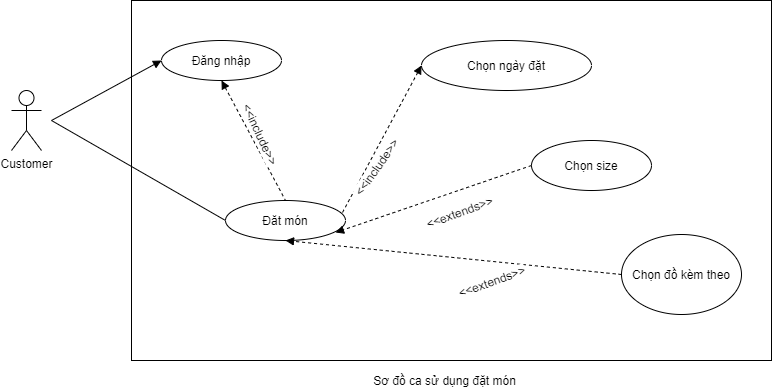 Đăng nhập
Chọn ngày đặt
<<include>>
<<include>>
Customer
Chọn size
Đăt món
<<extends>>
Chọn đồ kèm theo
<<extends>>
Sơ đồ ca sử dụng đặt món